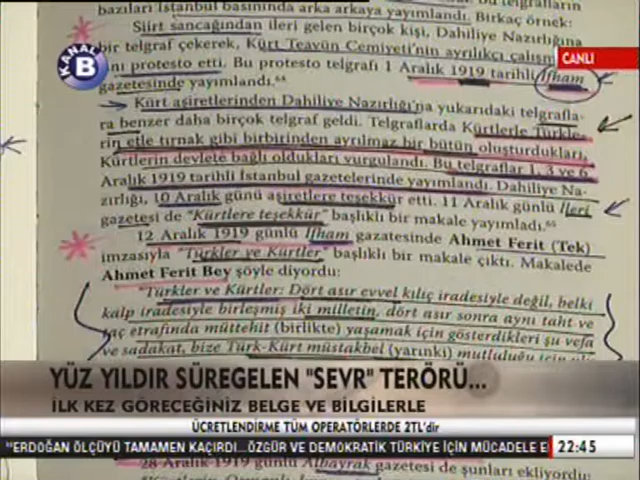 bazıları İstanbul basınında arka arkaya yayımlandı. Birkaç örnek:
Siirt sancağından ileri gelen birçok kişi, Dahiliye Nazırlığına
bir telgraf çekerek, Kürt Teavün Cemiyeti'nin ayrılıkçı
protesto etti. Bu protesto telgrafı 1 Aralık 1919 tarihli İfham
gazetesinde yayımlandı.
KANAL B
CANLI
Kürt aşiretlerinden Dahiliye Nazırlığı'na yukarıdaki telgrafla-
ra benzer daha birçok telgraf geldi. Telgraflarda Kürtlerle Türkle-
rin etle tırnak gibi birbirinden ayrılmaz bir bütün oluşturdukları,
Kürtlerin devlete bağlı oldukları vurgulandı. Bu telgraflar 1, 3 ve 6
Aralık 1919 tarihli İstanbul gazetelerinde yayımlandı. Dahiliye Na-
zırlığı, 10 Aralık günü aşiretlere teşekkür etti. 11 Aralık günlü İleri
gazetesi de "Kürtlere teşekkür" başlıklı bir makale yayımladı.
12 Aralık 1919 günlü İfham gazatesinde Ahmet Ferit (Tek)
imzasıyla "Türkler ve Kürtler" başlıklı bir makale çıktı. Makalede
Ahmet Ferit Bey şöyle diyordu:
"Türkler ve Kürtler: Dört asır evvel kılıç iradesiyle değil, belki
kalp iradesiyle birleşmiş iki milletin, dört asır sonra aynı taht ve
taç etrafında müttehit (birlikte) yaşamak için gösterdikleri şu vefa
ve sadakat, bize Türk-Kürt müstakbel (yarınki) mutluluğu için
YÜZ YILDIR SÜREGELEN "SEVR" TERÖRÜ...
İLK KEZ GÖRECEĞİNİZ BELGE VE BİLGİLERLE
ÜCRETLENDİRME TÜM OPERATÖRLERDE 2TL'dir
"ERDOĞAN ÖLÇÜYÜ TAMAMEN KAÇIRDI...ÖZGÜR VE DEMOKRATİK TÜRKİYE İÇİN MÜCADELE E
22:45
28 Aralık 1919 günlü Albayrak gazetesi de şunları ekliyordu: